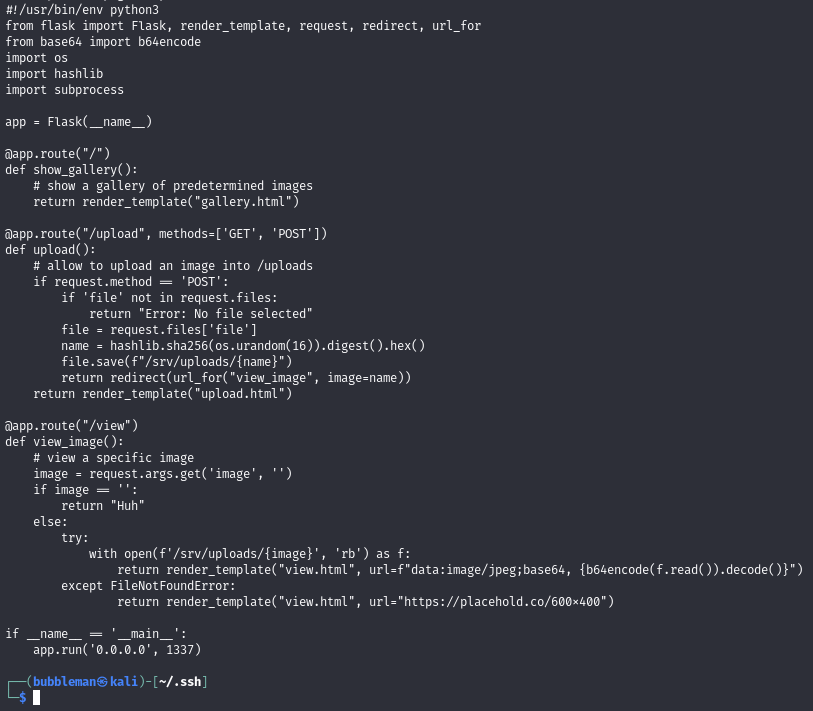 #!/usr/bin/env python3
from flask import Flask, render_template, request, redirect, url_for
from base64 import b64encode
import os
import hashlib
import subprocess

app = Flask(__name__)

@app.route("/")
def show_gallery():
    # show a gallery of predetermined images
    return render_template("gallery.html")

@app.route("/upload", methods=['GET', 'POST'])
def upload():
    # allow to upload an image into /uploads
    if request.method == 'POST':
        if 'file' not in request.files:
            return "Error: No file selected"
        file = request.files['file']
        name = hashlib.sha256(os.urandom(16)).digest().hex()
        file.save(f"/srv/uploads/{name}")
        return redirect(url_for("view_image", image=name))
    return render_template("upload.html")

@app.route("/view")
def view_image():
    # view a specific image
    image = request.args.get('image', '')
    if image == '':
        return "Huh"
    else:
        try:
            with open(f'/srv/uploads/{image}', 'rb') as f:
                return render_template("view.html", url=f"data:image/jpeg;base64, {b64encode(f.read()).decode()}")
        except FileNotFoundError:
                return render_template("view.html", url="https://placehold.co/600×400")

if __name__ == '__main__':
    app.run('0.0.0.0', 1337)

┌──(bubbleman㉿kali)-[~/.ssh]
└─$